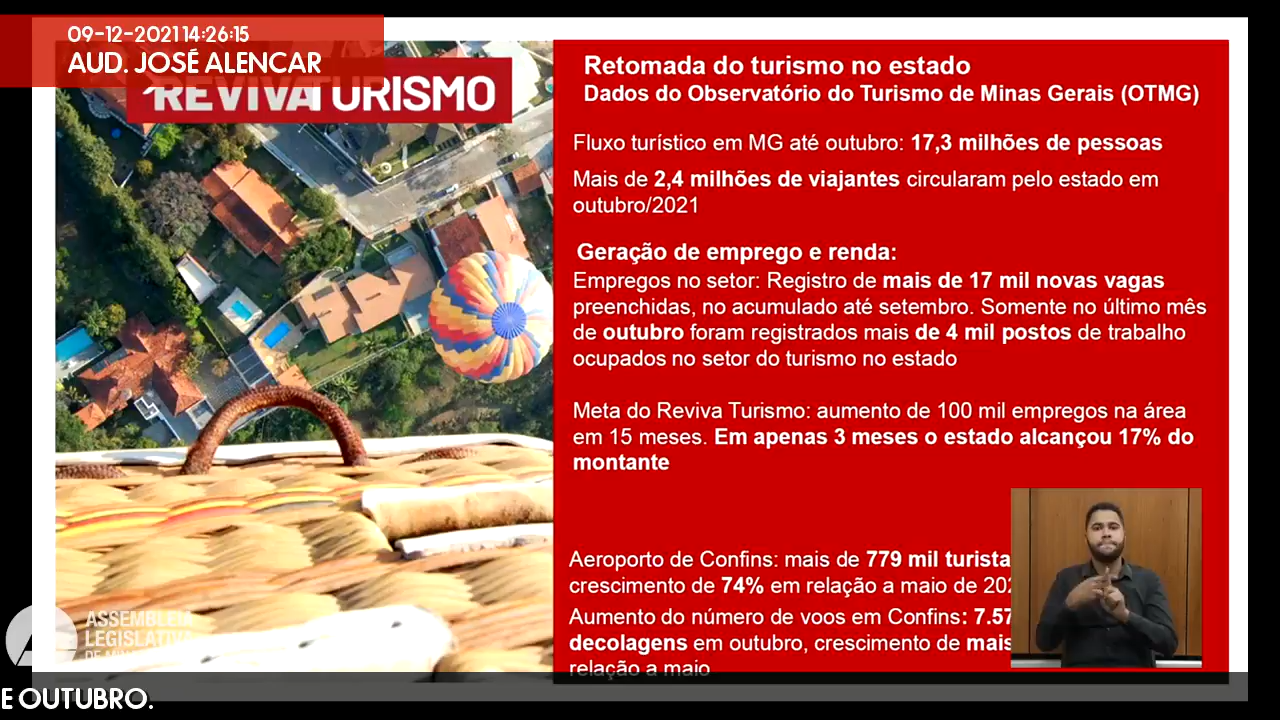 09-12-2021 14:26:15
AUD. JOSÉ ALENCAR
REVIVATURISMO
Retomada do turismo no estado
Dados do Observatório do Turismo de Minas Gerais (OTMG)
Fluxo turístico em MG até outubro: 17,3 milhões de pessoas
Mais de 2,4 milhões de viajantes circularam pelo estado em
outubro/2021
Geração de emprego e renda:
Empregos no setor: Registro de mais de 17 mil novas vagas
preenchidas, no acumulado até setembro. Somente no último mês
de outubro foram registrados mais de 4 mil postos de trabalho
ocupados no setor do turismo no estado
Meta do Reviva Turismo: aumento de 100 mil empregos na área
em 15 meses. Em apenas 3 meses o estado alcançou 17% do
montante
Aeroporto de Confins: mais de 779 mil turista
crescimento de 74% em relação a maio de 202
Aumento do número de voos em Confins: 7.57
decolagens em outubro, crescimento de mais
relação a maio
ASSEMBLEIA
LEGISLATIVA
DE
E OUTUBRO.